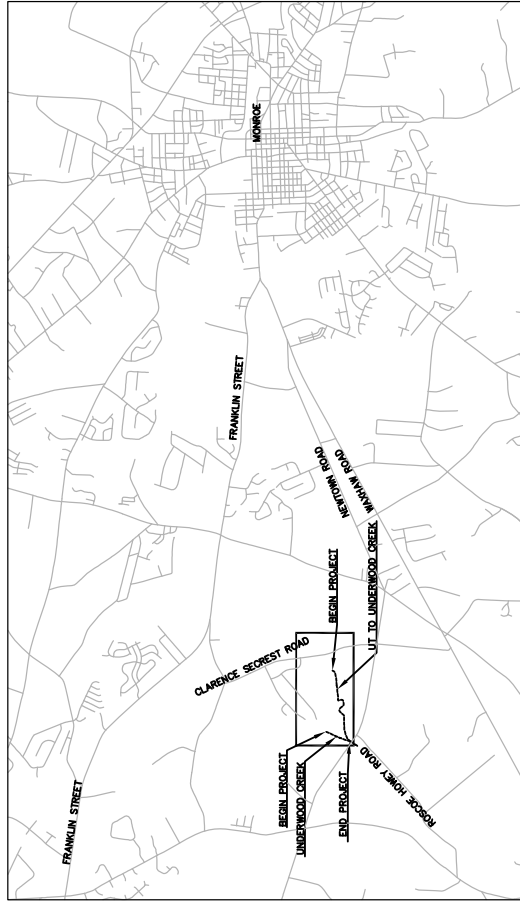 MONROE
FRANKLIN STREET
NEWTOWN ROAD
WAXHAW ROAD
BEGIN PROJECT
UT TO UNDERWOOD CREEK
CLARENCE SECREST ROAD
BEGIN PROJECT
UNDERWOOD CREEK
END PROJECT
ROSCOE HOWEY ROAD
FRANKLIN STREET